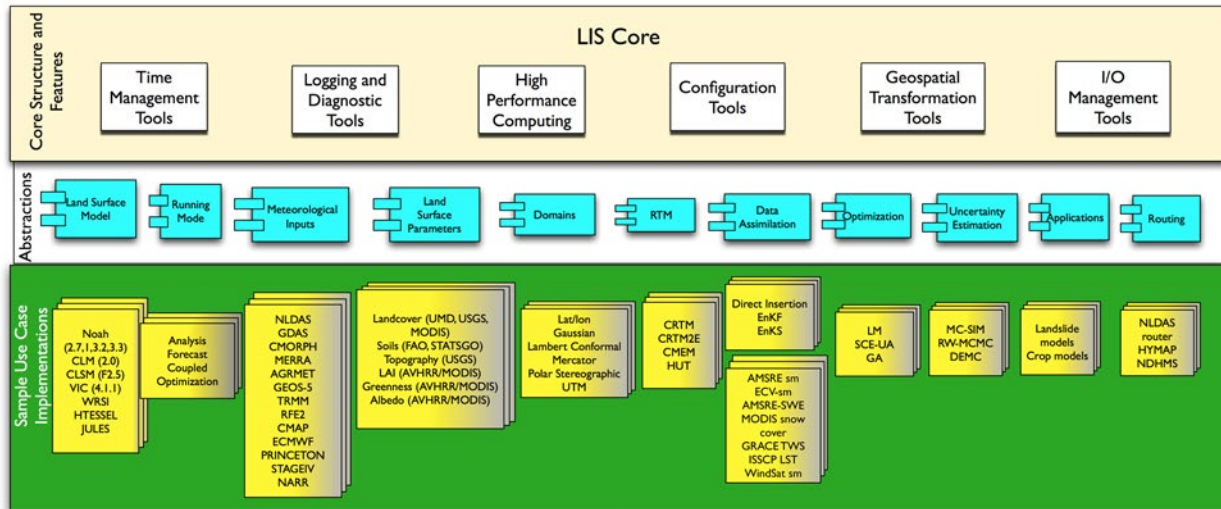 Core Structure and
Features
LIS Core
Time
Management
Tools
Logging and
Diagnostic
Tools
High
Performance
Computing
Configuration
Tools
Geospatial
Transformation
Tools
I/O
Management
Tools
Abstractions
Land Surface
Model
Running
Mode
Meteorological
Inputs
Land
Surface
Parameters
Domains
RTM
Data
Assimilation
Optimization
Uncertainty
Estimation
Applications
Routing
Sample Use Case
Implementations
Noah
(2.7,1,3.2,3.3)
CLM (2.0)
CLSM (F2.5)
VIC (4.1.1)
WRSI
HTESSEL
JULES
Analysis
Forecast
Coupled
Optimization
NLDAS
GDAS
CMORPH
MERRA
AGRMET
GEOS-5
TRMM
RFE2
CMAP
ECMWF
PRINCETON
STAGEIV
NARR
Landcover (UMD, USGS,
MODIS)
Soils (FAO, STATSGO)
Topography (USGS)
LAI (AVHRR/MODIS)
Greenness (AVHRR/MODIS)
Albedo (AVHRR/MODIS)
Lat/lon
Gaussian
Lambert Conformal
Mercator
Polar Stereographic
UTM
CRTM
CRTM2E
CMEM
HUT
Direct Insertion
EnKF
EnKS
AMSRE sm
ECV-sm
AMSRE-SWE
MODIS snow
cover
GRACE TWS
ISSCP LST
WindSat sm
LM
SCE-UA
GA
MC-SIM
RW-MCMC
DEMC
Landslide
models
Crop models
NLDAS
router
HYMAP
NDHMS